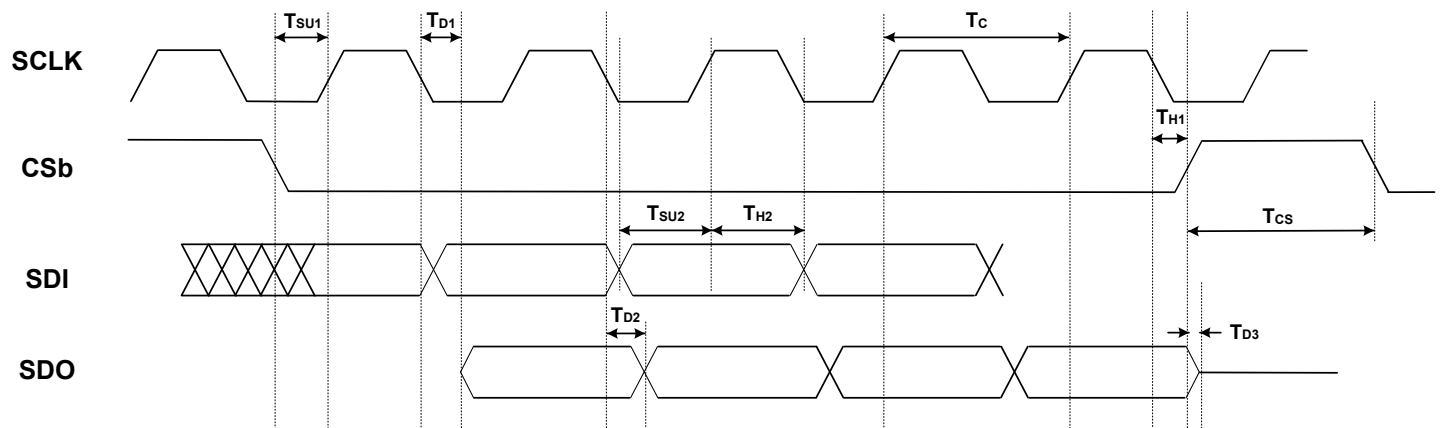 TSU1 TD1 TC
SCLK
TH1
CSb
TSU2 TH2 TCS
SDI
TD2 TD3
SDO